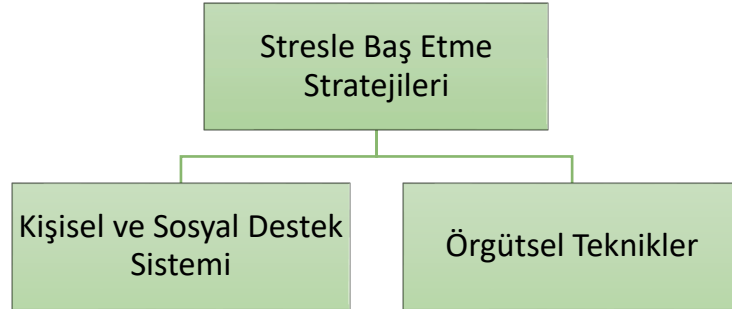 Stresle Baş Etme
Stratejileri
Kişisel ve Sosyal Destek
Sistemi
Örgütsel Teknikler